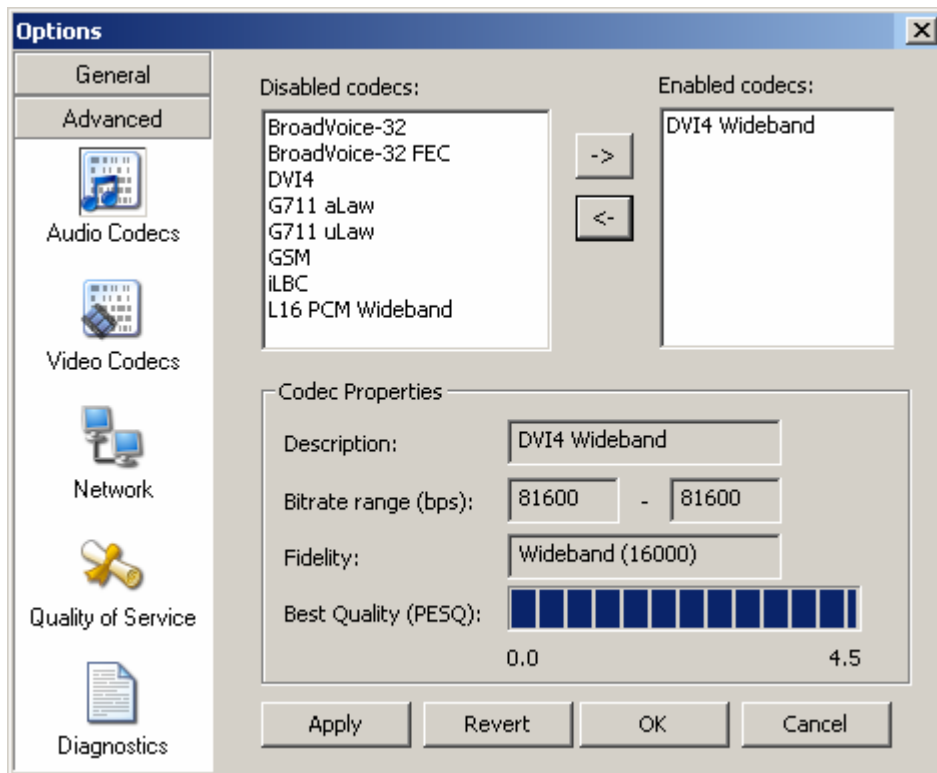 Options
General
Advanced
Audio Codecs
Video Codecs
Network
Quality of Service
Diagnostics
Disabled codecs:
BroadVoice-32
BroadVoice-32 FEC
DVI4
G711 aLaw
G711 uLaw
GSM
iLBC
L16 PCM Wideband
->
<-
Enabled codecs:
DVI4 Wideband
Codec Properties
Description: DVI4 Wideband
Bitrate range (bps): 81600 - 81600
Fidelity: Wideband (16000)
Best Quality (PESQ):
0.0 4.5
Apply Revert OK Cancel